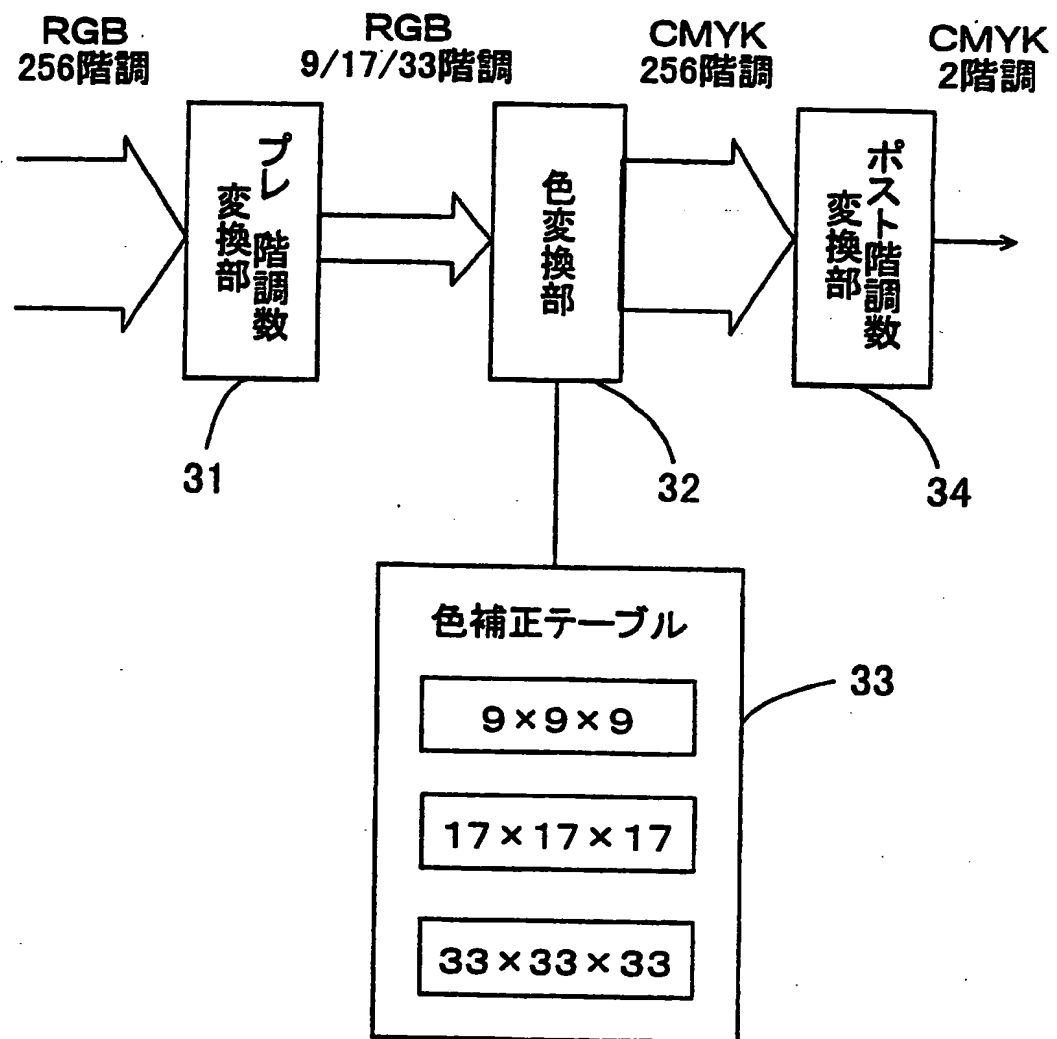 RGB
256階調
RGB
9/17/33階調
CMYK
256階調
CMYK
2階調
プレ 階調数
変換部
色変換部
ポスト階調数
変換部
31
32
34
色補正テーブル
33
9×9×9
17×17×17
33×33×33